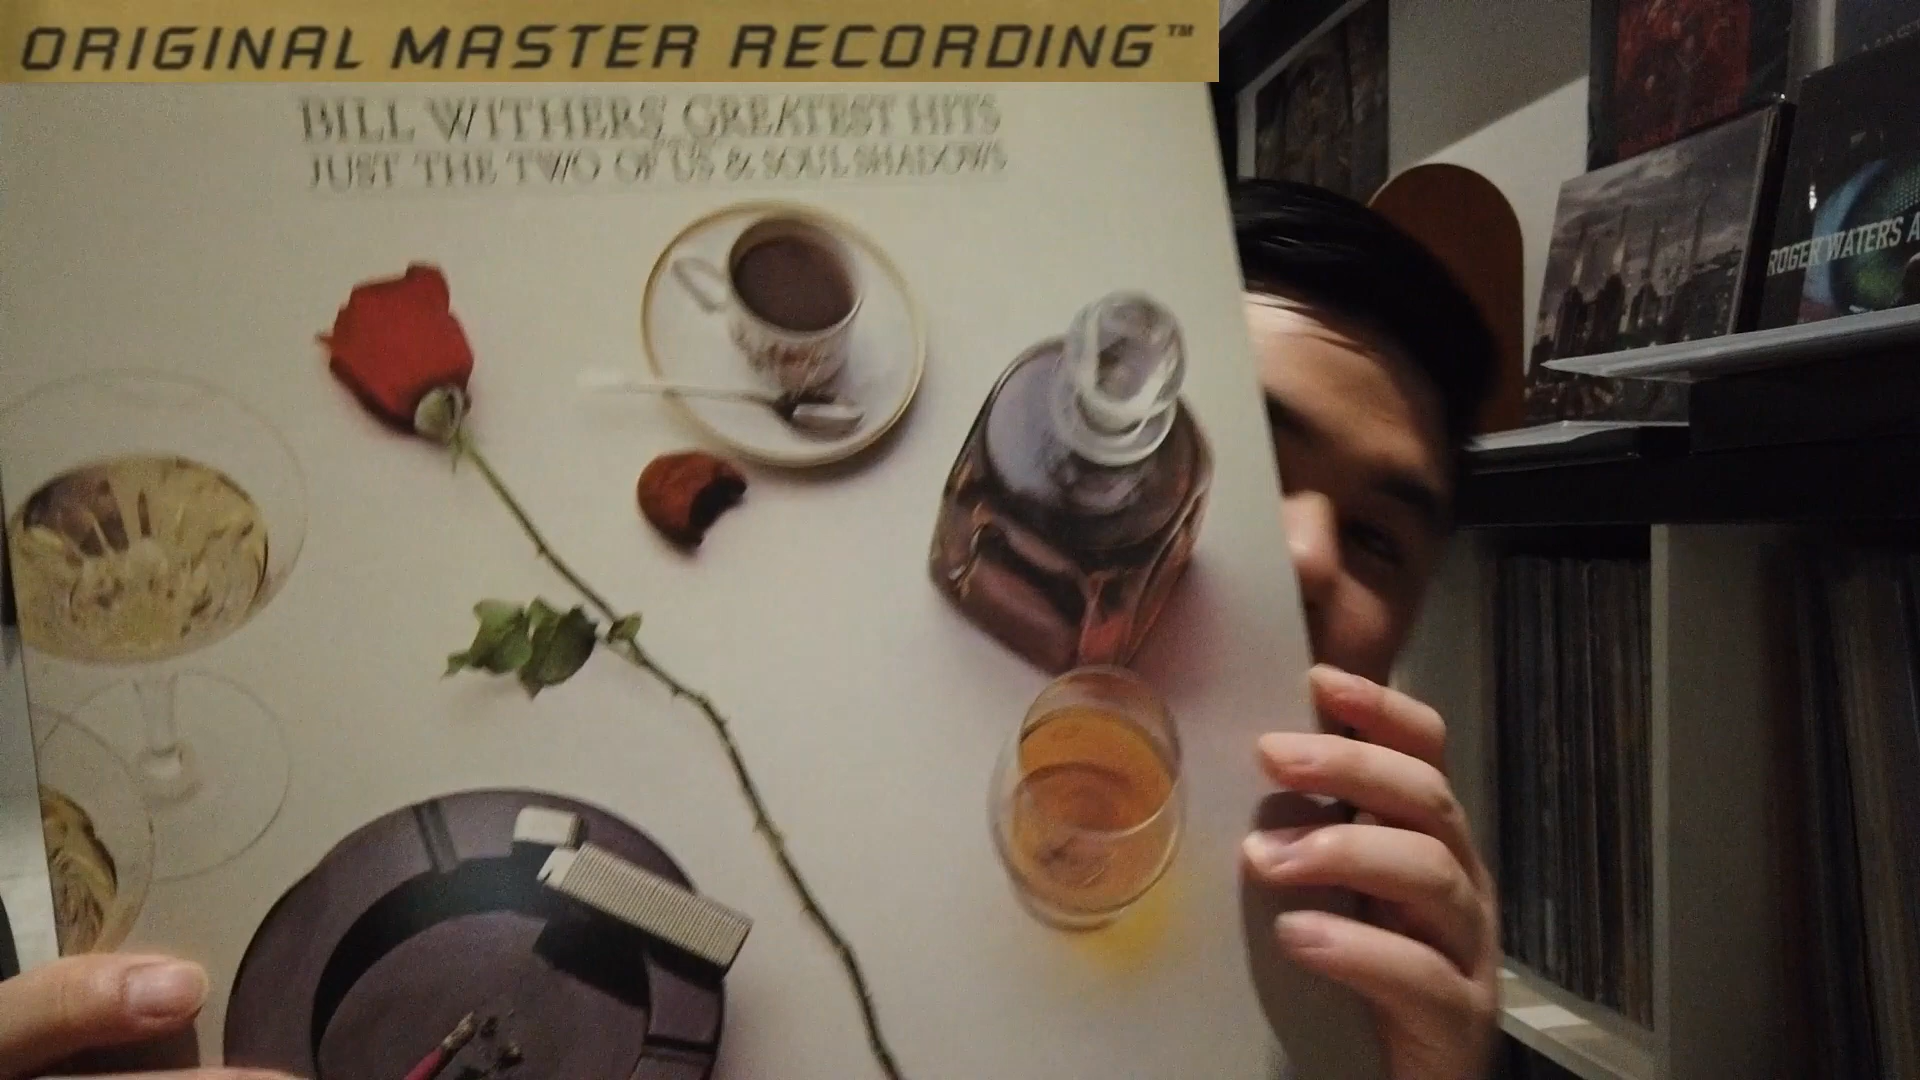 ORIGINAL MASTER RECORDING™
BILL WITHERS' GREATEST HITS
JUST THE TWO OF US & SOUL SHADOWS
ROGER WATERS A